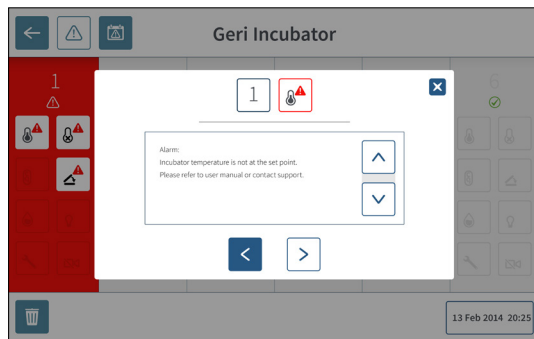 Geri Incubator
1
6
1
Alarm:
Incubator temperature is not at the set point.
Please refer to user manual or contact support.
13 Feb 2014 20:25